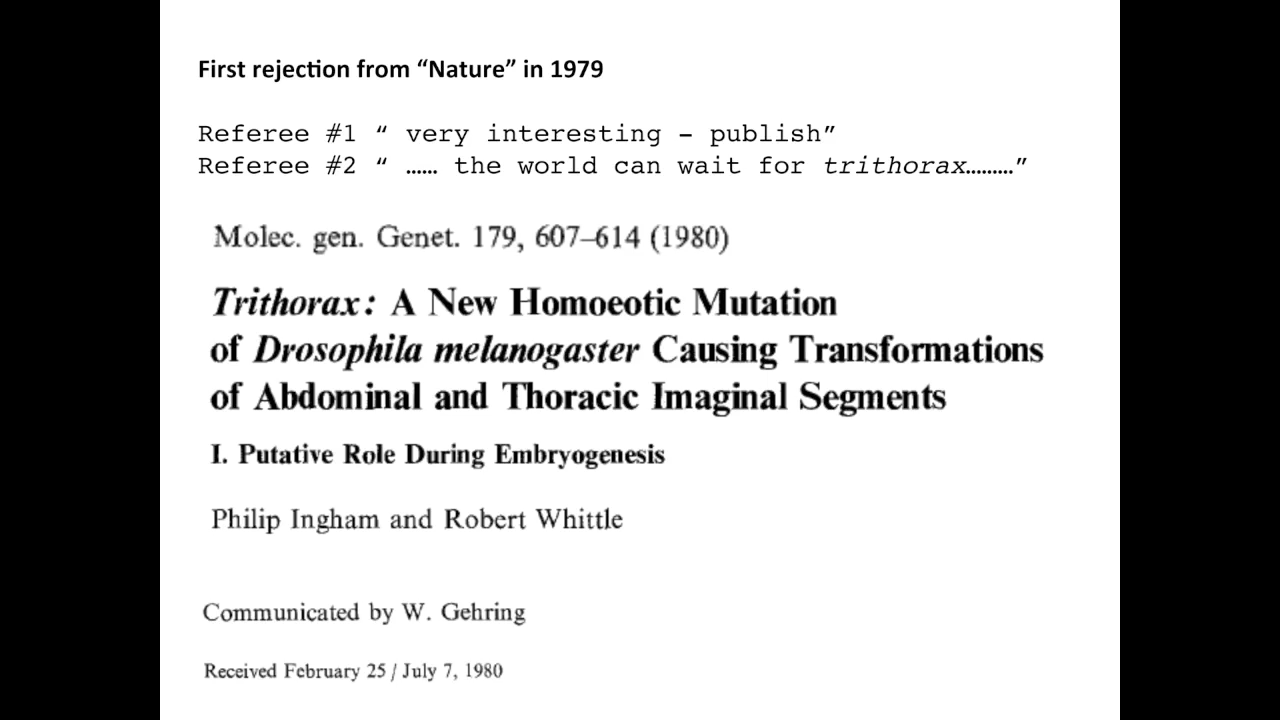 First rejection from “Nature” in 1979
Referee #1 “ very interesting – publish”
Referee #2 “ …… the world can wait for trithorax………”
Molec. gen. Genet. 179, 607–614 (1980)
Trithorax: A New Homoeotic Mutation
of Drosophila melanogaster Causing Transformations
of Abdominal and Thoracic Imaginal Segments
I. Putative Role During Embryogenesis
Philip Ingham and Robert Whittle
Communicated by W. Gehring
Received February 25 / July 7, 1980